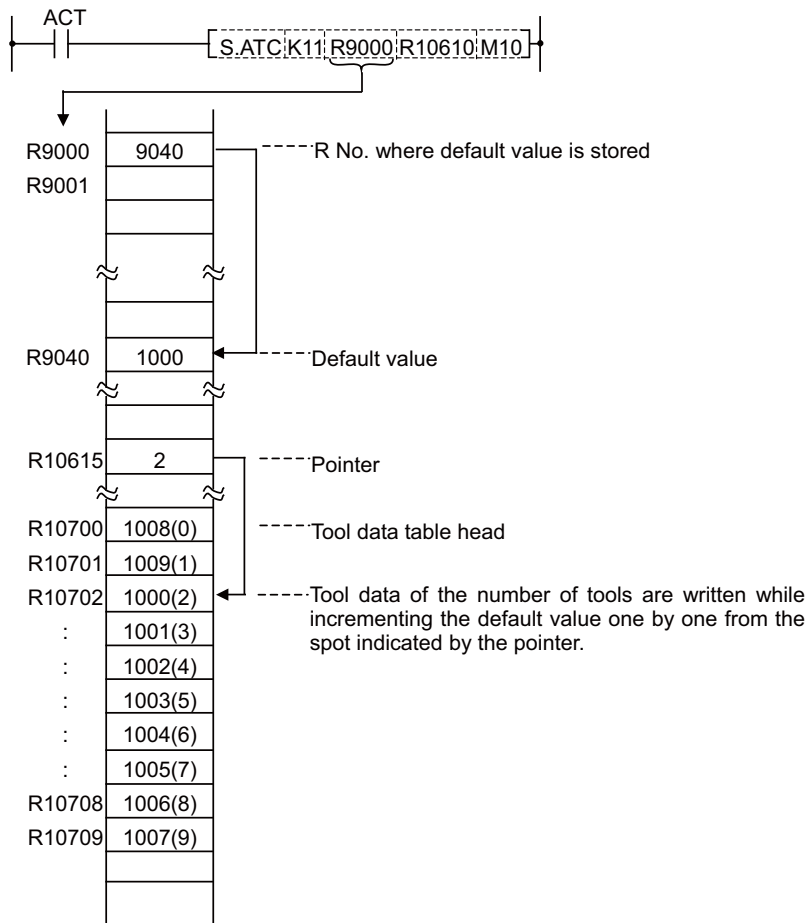 ACT
S.ATC K11 R9000 R10610 M10
R9000 9040 R No. where default value is stored
R9001
R9040 1000 Default value
R10615 2 Pointer
R10700 1008(0) Tool data table head
R10701 1009(1)
R10702 1000(2) Tool data of the number of tools are written while
incrementing the default value one by one from the
: 1001(3)
spot indicated by the pointer.
: 1002(4)
: 1003(5)
: 1004(6)
: 1005(7)
R10708 1006(8)
R10709 1007(9)